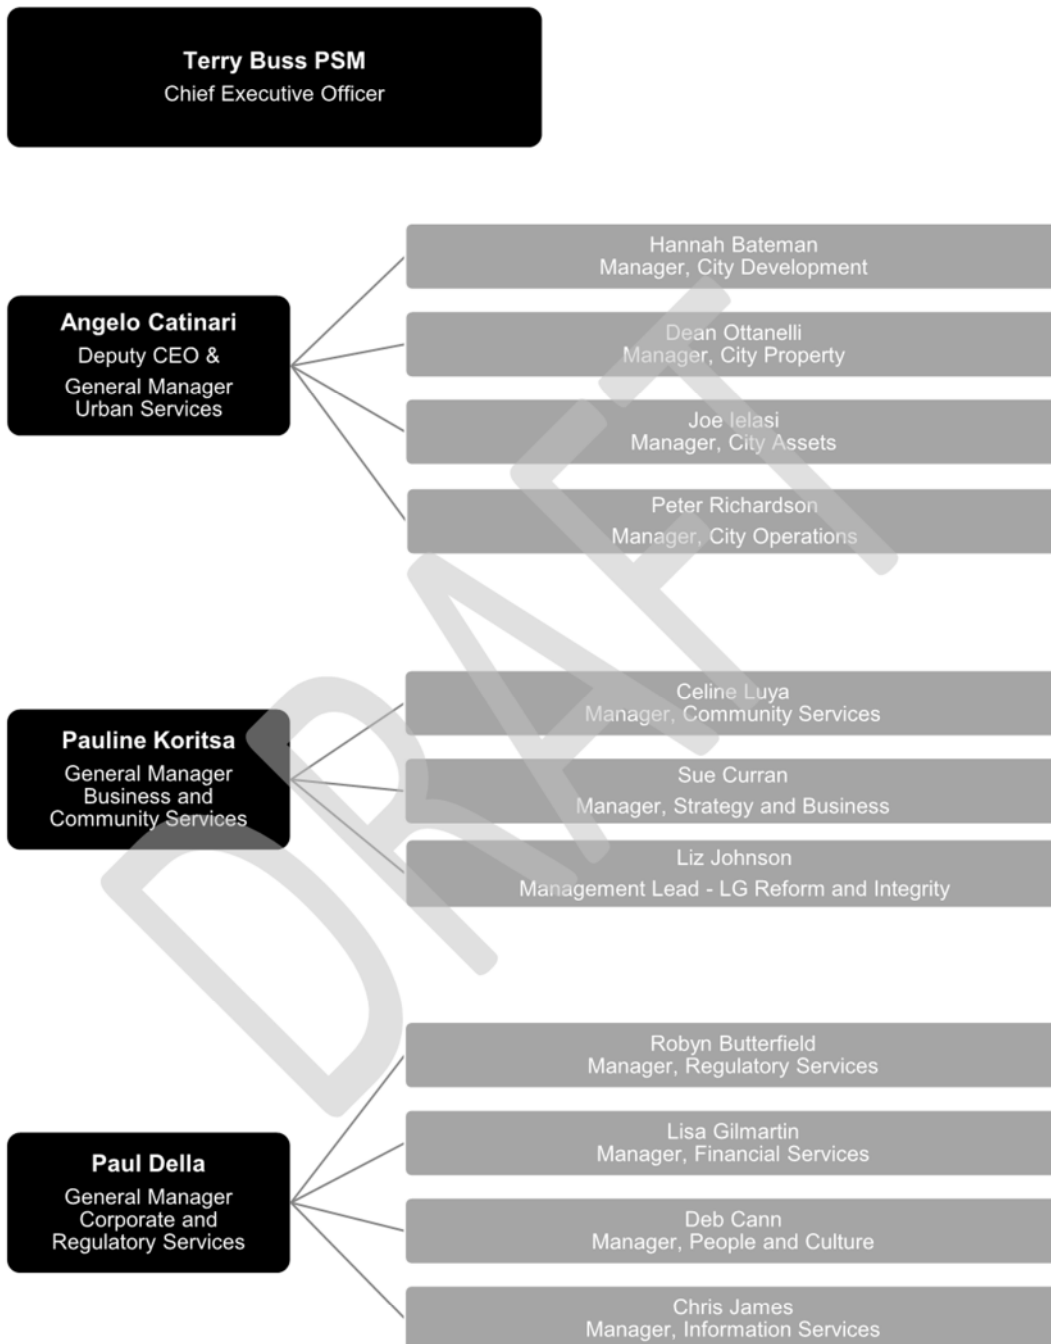 Terry Buss PSM
Chief Executive Officer
Angelo Catinari
Deputy CEO &
General Manager
Urban Services
Hannah Bateman
Manager, City Development
Dean Ottanelli
Manager, City Property
Joe Ielasi
Manager, City Assets
Peter Richardson
Manager, City Operations
Pauline Koritsa
General Manager
Business and
Community Services
Celine Luya
Manager, Community Services
Sue Curran
Manager, Strategy and Business
Liz Johnson
Management Lead - LG Reform and Integrity
Paul Della
General Manager
Corporate and
Regulatory Services
Robyn Butterfield
Manager, Regulatory Services
Lisa Gilmartin
Manager, Financial Services
Deb Cann
Manager, People and Culture
Chris James
Manager, Information Services
DRAFT